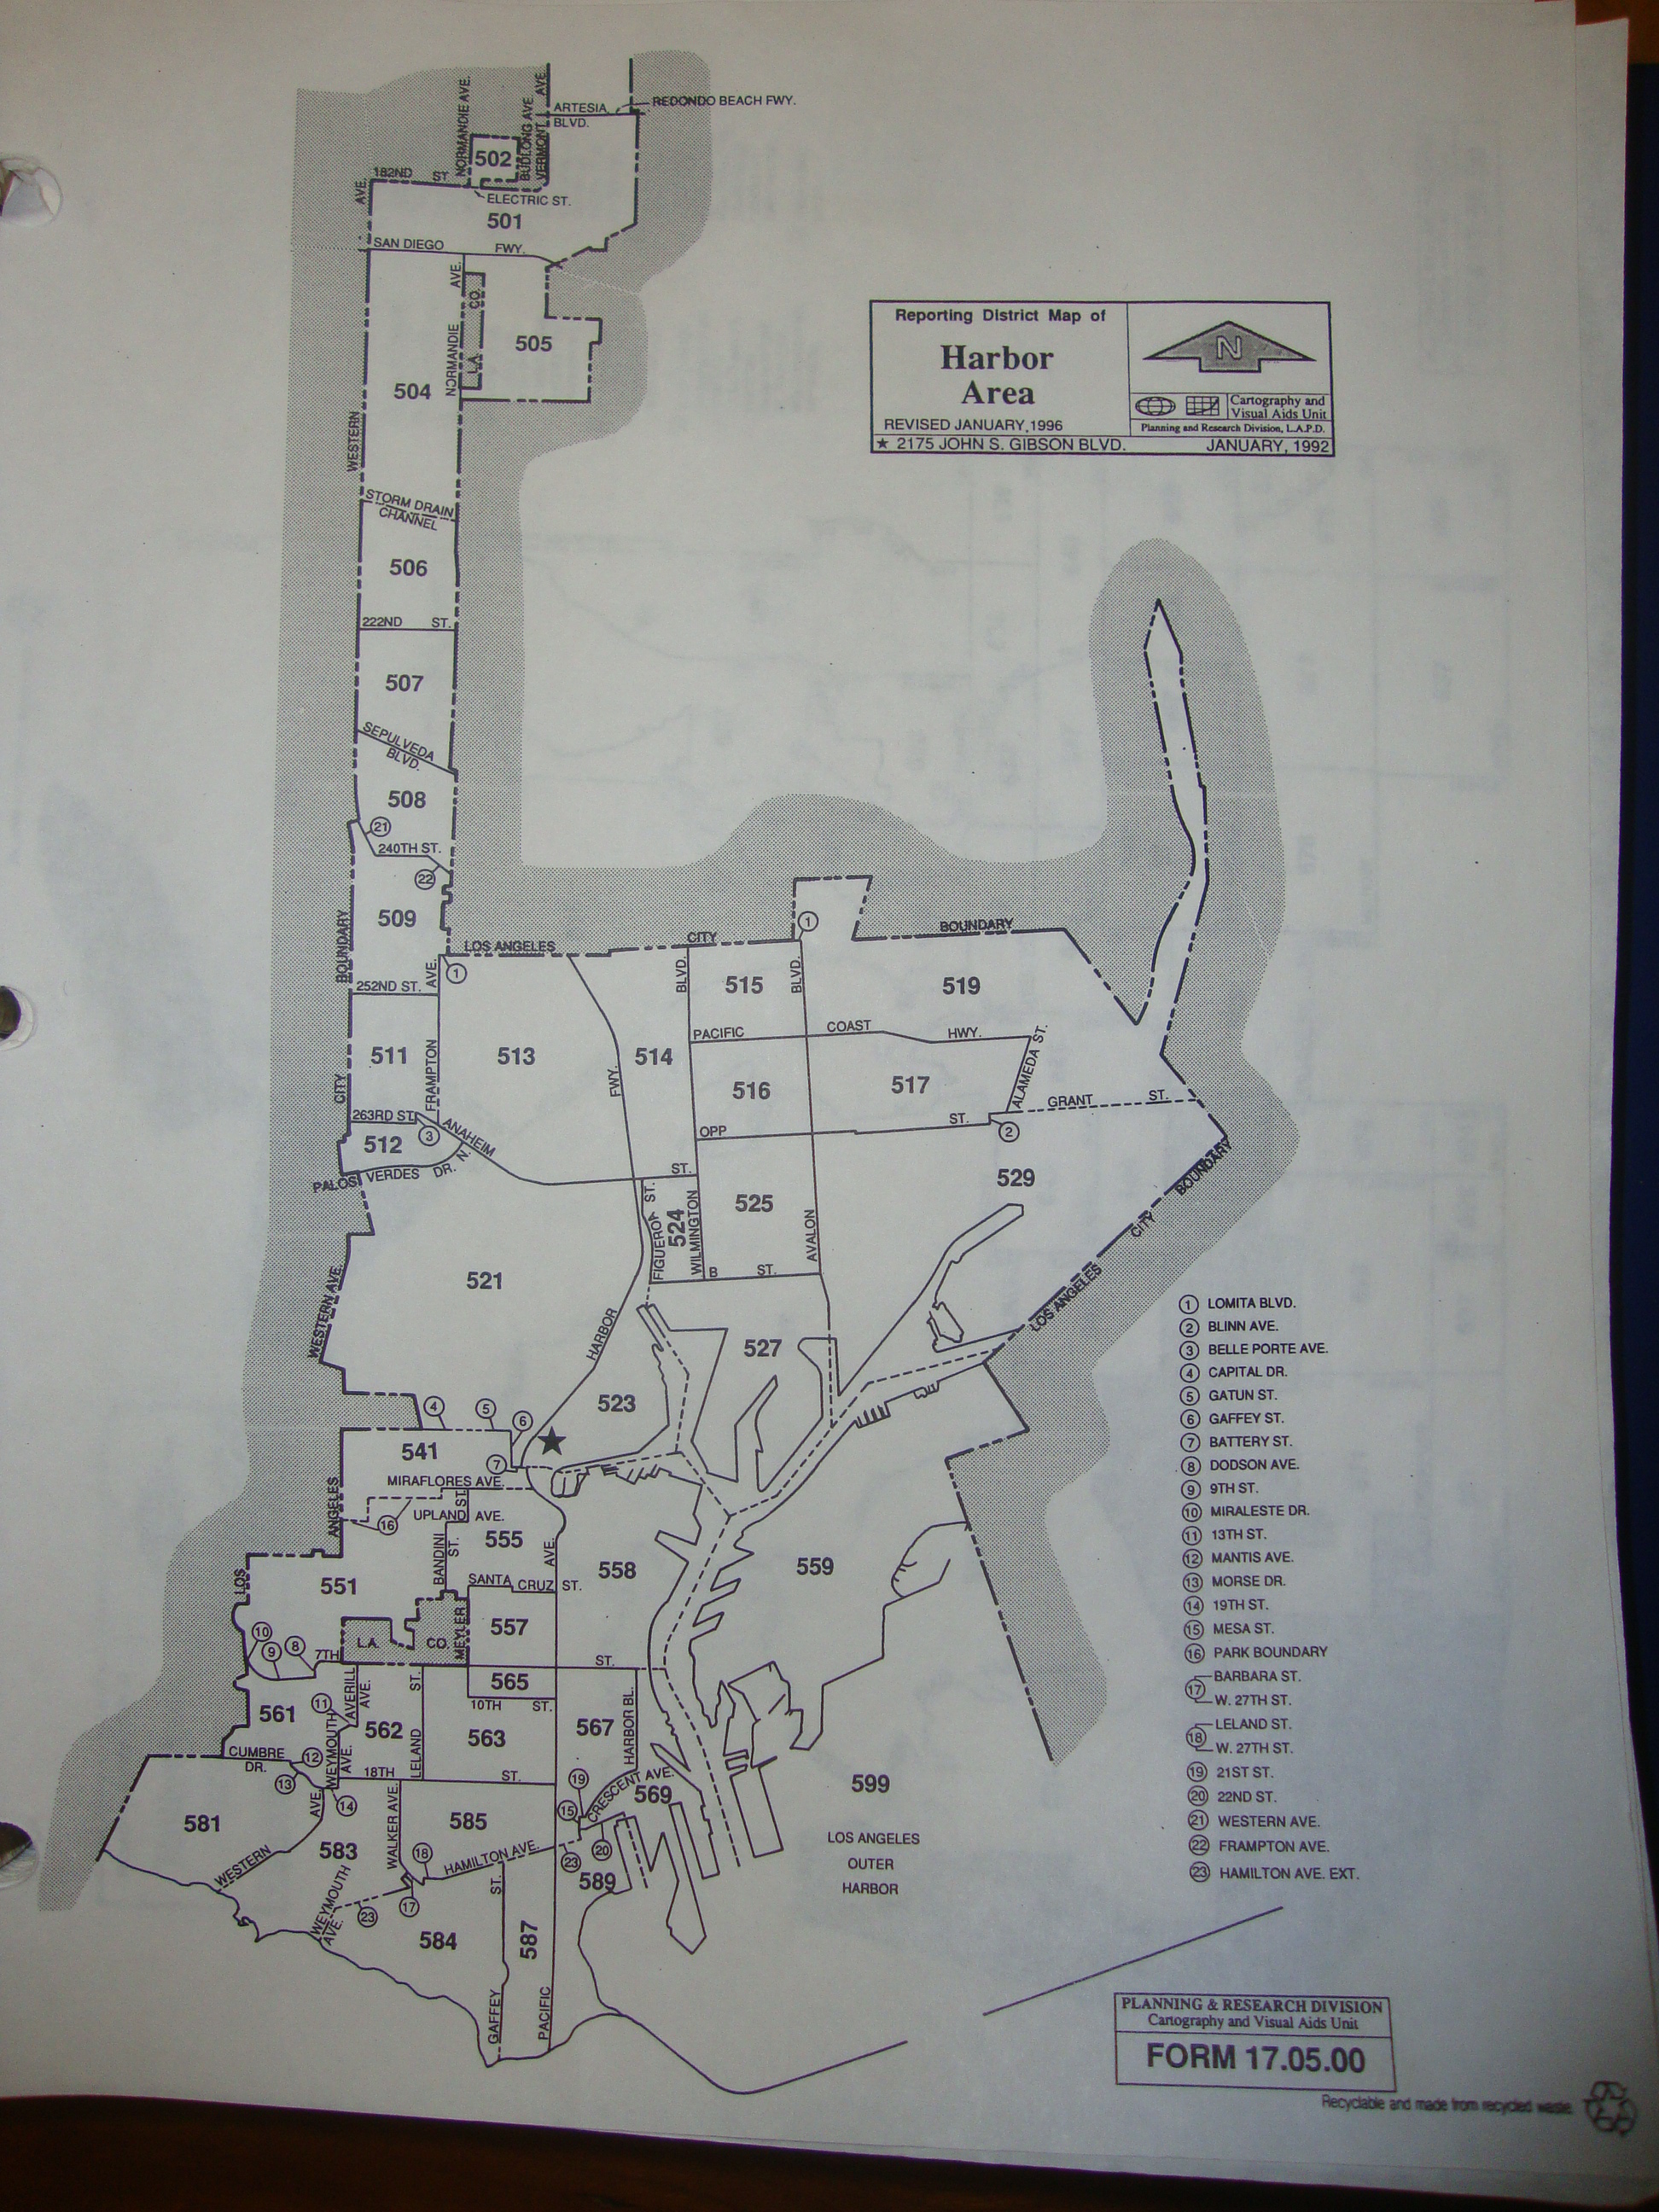 ARTESIA
REDONDO BEACH FWY.
BLVD.
NORMANDIE AVE.
BUDLONG AVE
VERMONT AVE.
502
182ND ST.
ELECTRIC ST.
AVE.
501
SAN DIEGO FWY.
AVE.
CO.
L.A.
505
NORMANDIE
504
WESTERN
STORM DRAIN
CHANNEL
506
222ND ST.
507
SEPULVEDA
BLVD.
508
21
240TH ST.
22
509
Reporting District Map of
Harbor
Area
REVISED JANUARY, 1996
★ 2175 JOHN S. GIBSON BLVD.
JANUARY, 1992
N
Cartography and
Visual Aids Unit
Planning and Research Division, L.A.P.D.
BOUNDARY
LOS ANGELES
CITY
BOUNDARY
1
1
252ND ST.
AVE.
BLVD.
515
BLVD.
519
PACIFIC COAST HWY.
511
513
514
FWY.
516
517
ALAMEDA ST.
GRANT ST.
CITY
FRAMPTON
263RD ST.
3
ANAHEIM
ST.
OPP
ST.
2
512
PALOS VERDES DR. N.
529
FIGUEROA ST.
524
WILMINGTON
525
AVALON
B ST.
BOUNDARY
CITY
LOS ANGELES
521
WESTERN AVE.
HARBOR
527
523
4
5
6
★
541
7
MIRAFLORES AVE.
ANGELES
16
UPLAND AVE.
ST.
BANDINI
ST.
555
AVE.
558
559
LOS
551
SANTA CRUZ ST.
L.A. CO.
MEYLER
557
10
9
8
7TH
ST.
565
10TH ST.
561
11
AVERILL
AVE.
562
ST.
LELAND
563
567
HARBOR BL.
CUMBRE
DR.
12
WEYMOUTH
AVE.
13
18TH ST.
14
19
CRESCENT AVE.
569
15
599
581
AVE.
583
WALKER AVE.
585
18
HAMILTON AVE.
20
23
589
WESTERN
WEYMOUTH
AVE.
23
17
584
ST.
587
GAFFEY
PACIFIC
LOS ANGELES
OUTER
HARBOR
1 LOMITA BLVD.
2 BLINN AVE.
3 BELLE PORTE AVE.
4 CAPITAL DR.
5 GATUN ST.
6 GAFFEY ST.
7 BATTERY ST.
8 DODSON AVE.
9 9TH ST.
10 MIRALESTE DR.
11 13TH ST.
12 MANTIS AVE.
13 MORSE DR.
14 19TH ST.
15 MESA ST.
16 PARK BOUNDARY
17 BARBARA ST.
W. 27TH ST.
18 LELAND ST.
W. 27TH ST.
19 21ST ST.
20 22ND ST.
21 WESTERN AVE.
22 FRAMPTON AVE.
23 HAMILTON AVE. EXT.
PLANNING & RESEARCH DIVISION
Cartography and Visual Aids Unit
FORM 17.05.00
Recyclable and made from recycled waste.